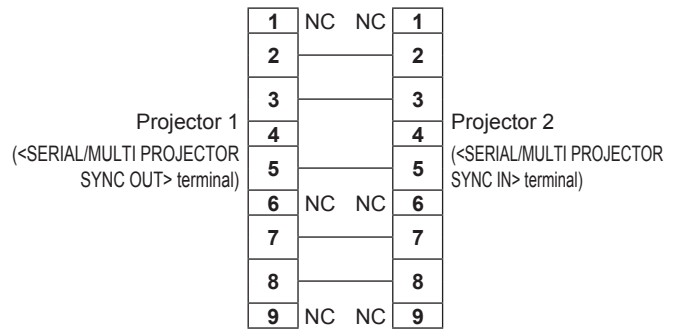 1 NC NC 1
2 2
3 3
Projector 1 Projector 2
4 4
(<SERIAL/MULTI PROJECTOR (<SERIAL/MULTI PROJECTOR
SYNC OUT> terminal) SYNC IN> terminal)
5 5
6 NC NC 6
7 7
8 8
9 NC NC 9